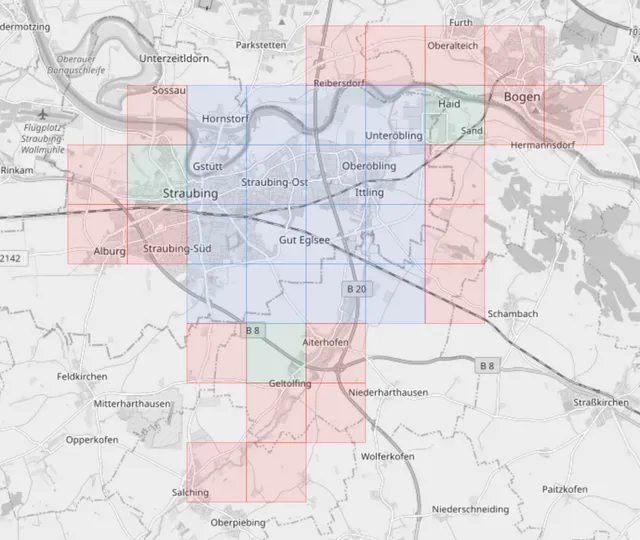 dermötzing
Furth
Parkstetten
Oberalteich
Oberauer
Donauschleife
Unterzeitldorn
Reibersdorf
Sossau
Bogen
Haid
Hornstorf
Sand
Flugplatz
Straubing-
Wallmühle
Unteröbling
Hermannsdorf
Rinkam
Gstütt
Oberöbling
Straubing-Ost
Straubing
Ittling
Gut Eglsee
Alburg
Straubing-Süd
2142
B 20
Schambach
B 8
Aiterhofen
B 8
Feldkirchen
Geltolfing
Niederharthausen
Mitterharthausen
Straßkirchen
Opperkofen
Wolferkofen
Salching
Paitzkofen
Niederschneiding
Oberpiebing